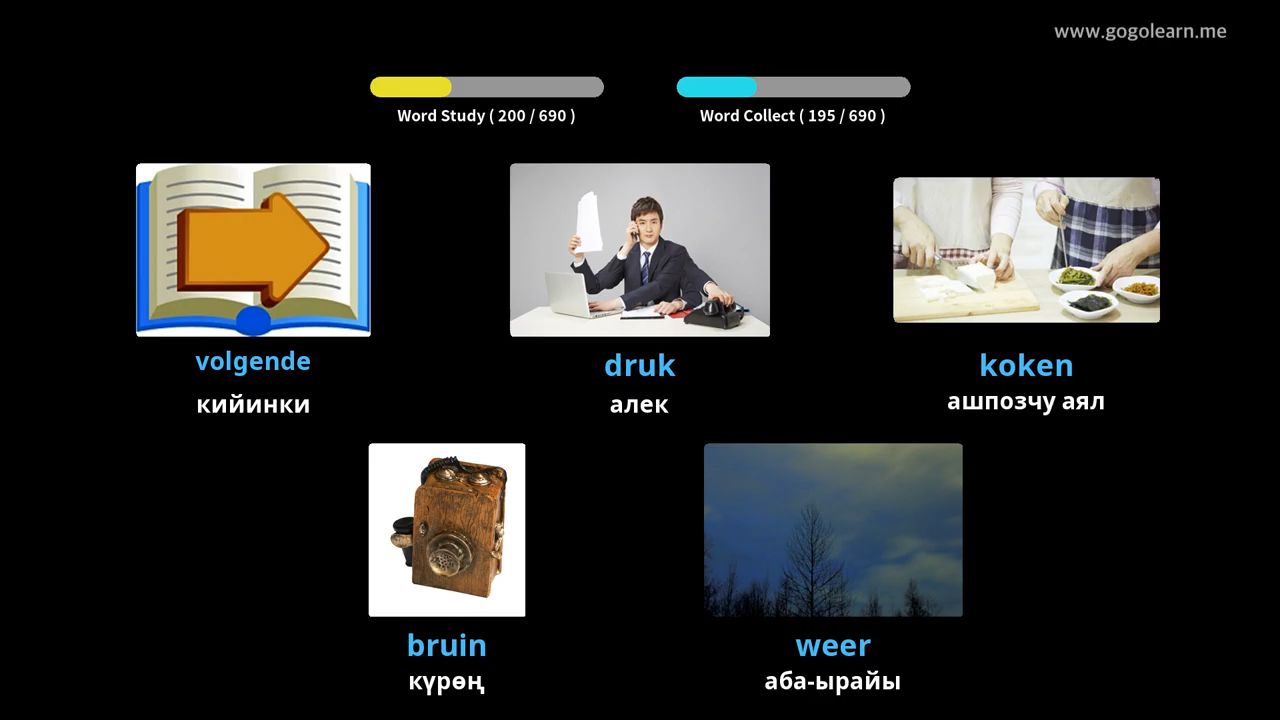 www.gogolearn.me
Word Study ( 200 / 690 )
Word Collect ( 195 / 690 )
volgende
кийинки
druk
алек
koken
ашпозчу аял
bruin
күрөң
weer
аба-ырайы